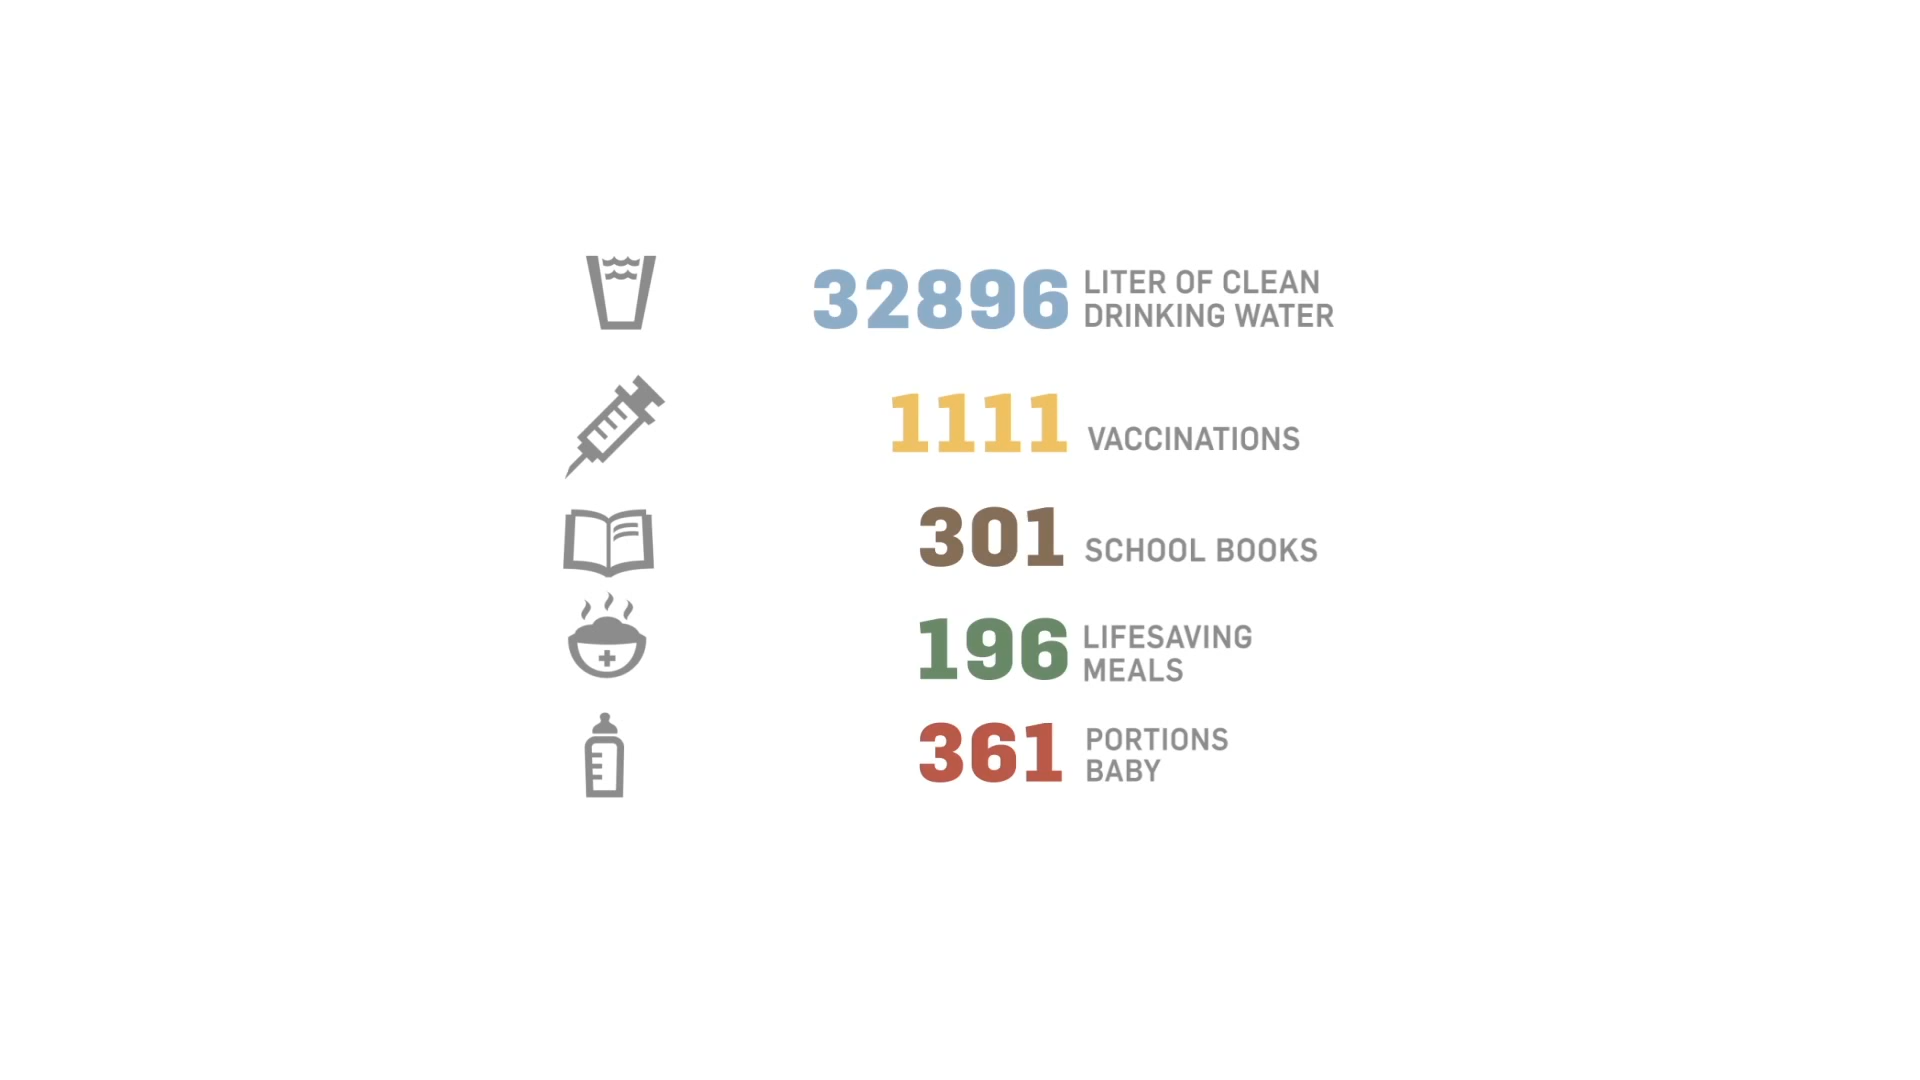 32896 LITER OF CLEAN
DRINKING WATER
1111 VACCINATIONS
301 SCHOOL BOOKS
196 LIFESAVING
MEALS
361 PORTIONS
BABY